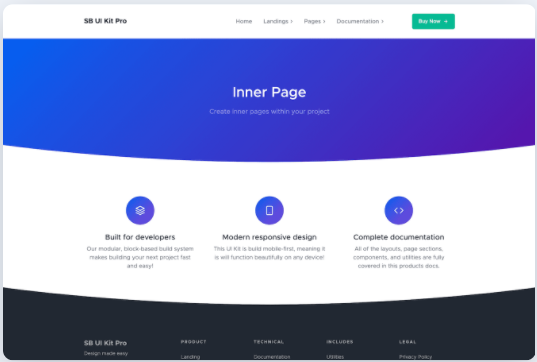 SB UI Kit Pro
Home Landings › Pages › Documentation › Buy Now →
Inner Page
Create inner pages within your project
Built for developers
Our modular, block-based build system
makes building your next project fast
and easy!
Modern responsive design
This UI Kit is build mobile-first, meaning it
is will function beautifully on any device!
Complete documentation
All of the layouts, page sections,
components, and utilities are fully
covered in this products docs.
SB UI Kit Pro
Design made easy
PRODUCT
Landing
TECHNICAL
Documentation
INCLUDES
Utilities
LEGAL
Privacy Policy